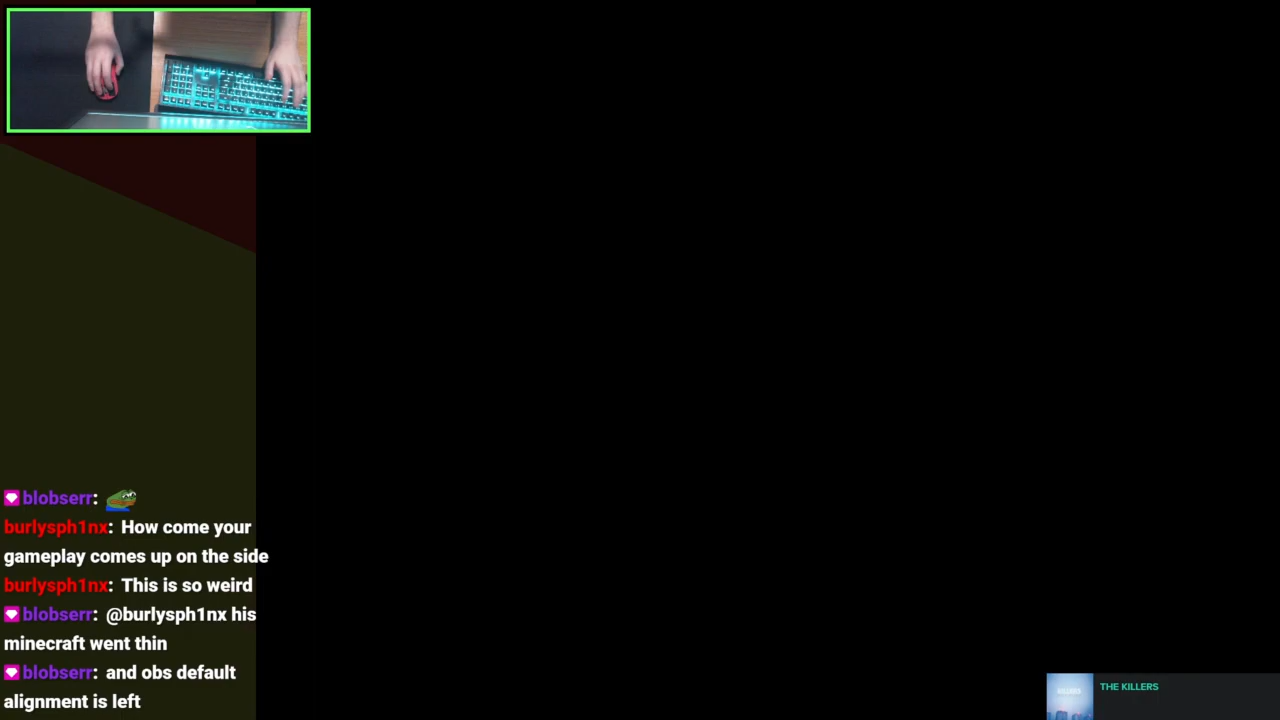 blobserr:
burlysph1nx: How come your
gameplay comes up on the side
burlysph1nx: This is so weird
blobserr: @burlysph1nx his
minecraft went thin
blobserr: and obs default
alignment is left
THE KILLERS